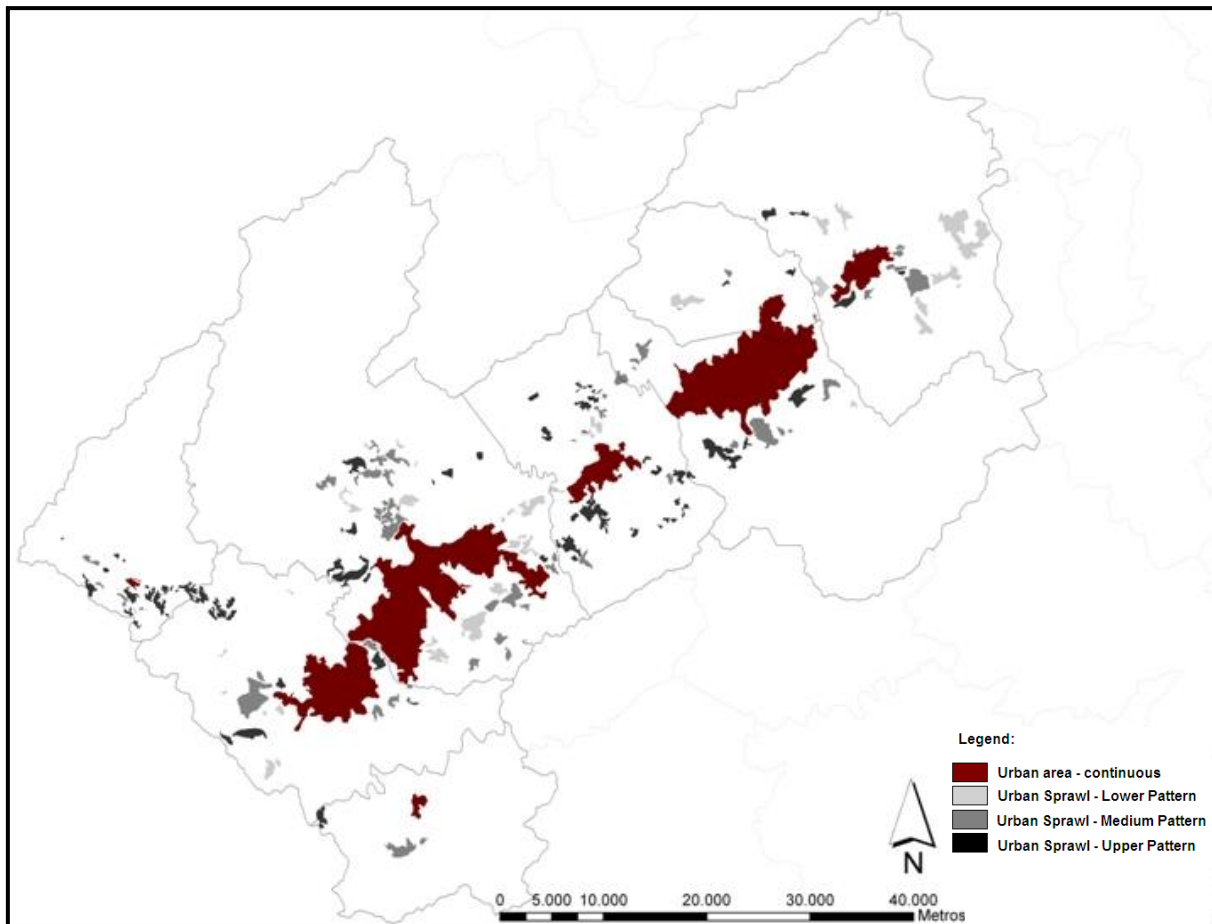 Legend:
Urban area - continuous
Urban Sprawl - Lower Pattern
Urban Sprawl - Medium Pattern
Urban Sprawl - Upper Pattern
N
0 5.000 10.000 20.000 30.000 40.000
Metros